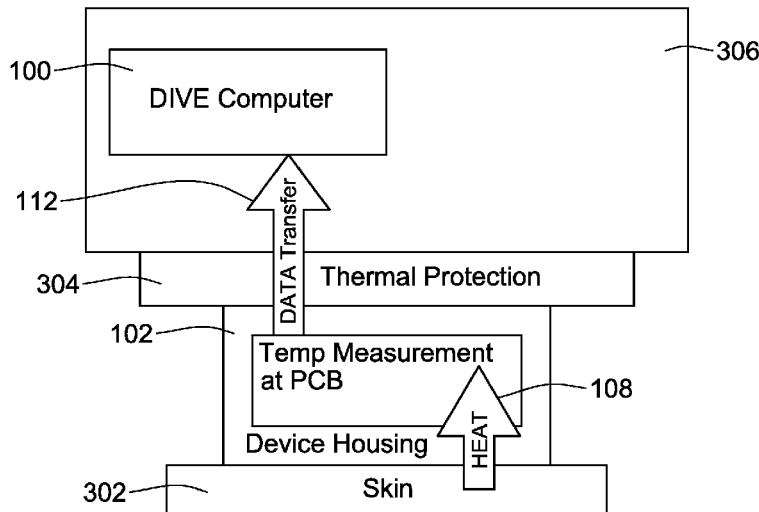 100
DIVE Computer
306
112
DATA Transfer
304
Thermal Protection
102
Temp Measurement
at PCB
108
HEAT
Device Housing
302
Skin